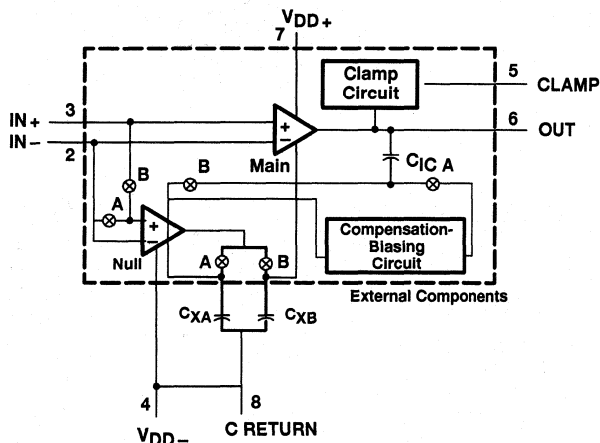 VDD+
7
Clamp
Circuit
5
CLAMP
3
IN+
6
OUT
IN−
2
+
−
Main
CIC A
B
B
A
+
−
Null
Compensation-
Biasing
Circuit
A
B
External Components
CXA
CXB
4
8
VDD−
C RETURN